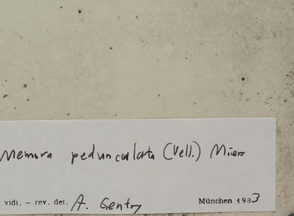 Memora pedunculata (Vell.) Miers
vidi, – rev. det. A. Gentry München 1983